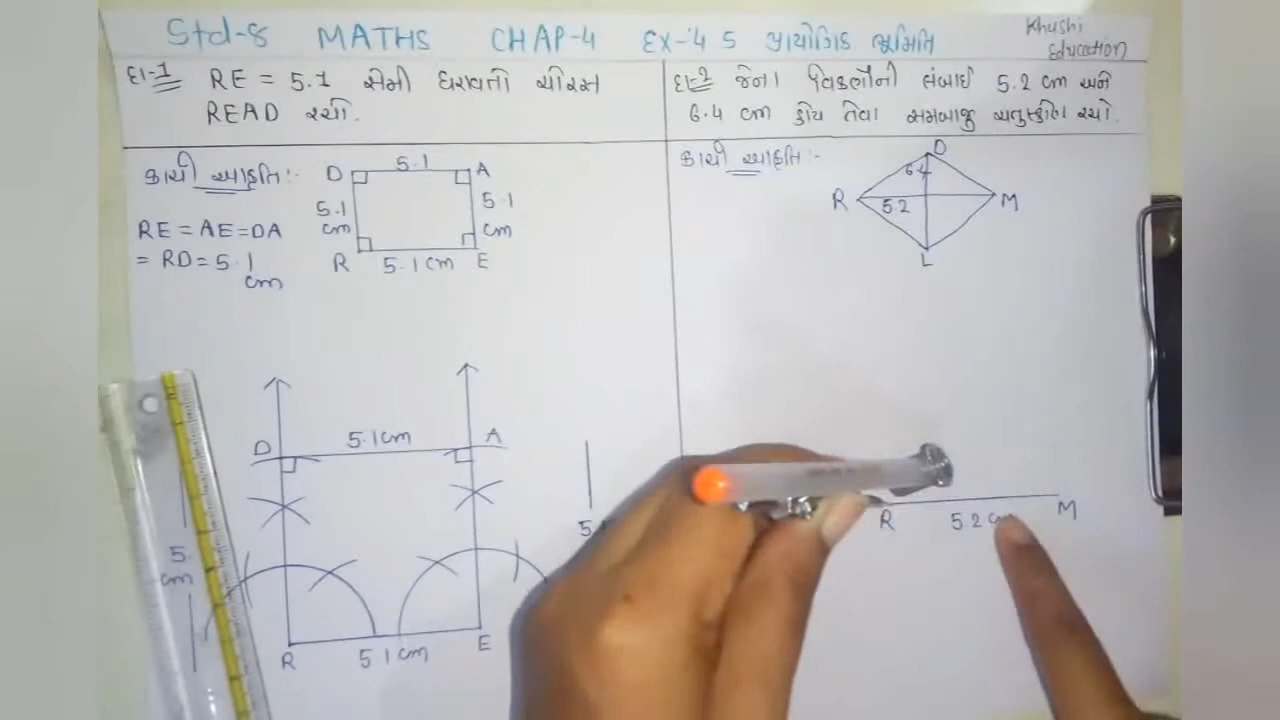 Std-8 MATHS CHAP-4 EX-4.5 પ્રાયોગિક ભૂમિતિ
Khushi
Education
દા-1 RE = 5.1 સેમી ધરાવતો ચોરસ
READ રચો.
દા-2 જેના વિકર્ણોની લંબાઈ 5.2 cm અને
6.4 cm હોય તેવા સમબાજુ ચતુષ્કોણ રચો.
કાચી આકૃતિ:-
D 5.1 A
5.1
cm
5.1
cm
R 5.1 cm E
RE = AE = DA
= RD = 5.1
cm
કાચી આકૃતિ:-
D
6.4
R 5.2 M
L
D 5.1cm A
5.
cm
R 5.1 cm E
5.
R 5.2 cm M